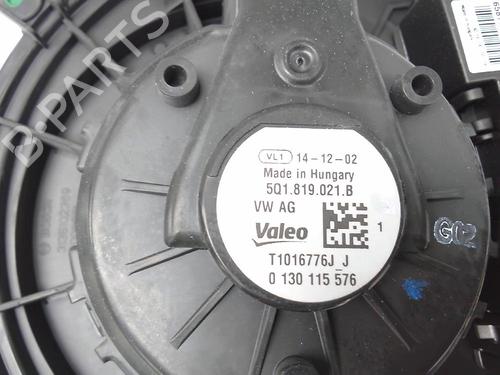 B-PARTS
VL1 14-12-02
Made in Hungary
5Q1.819.021.B
VW AG
Valeo 1
T1016776J_J
0 130 115 576
G12